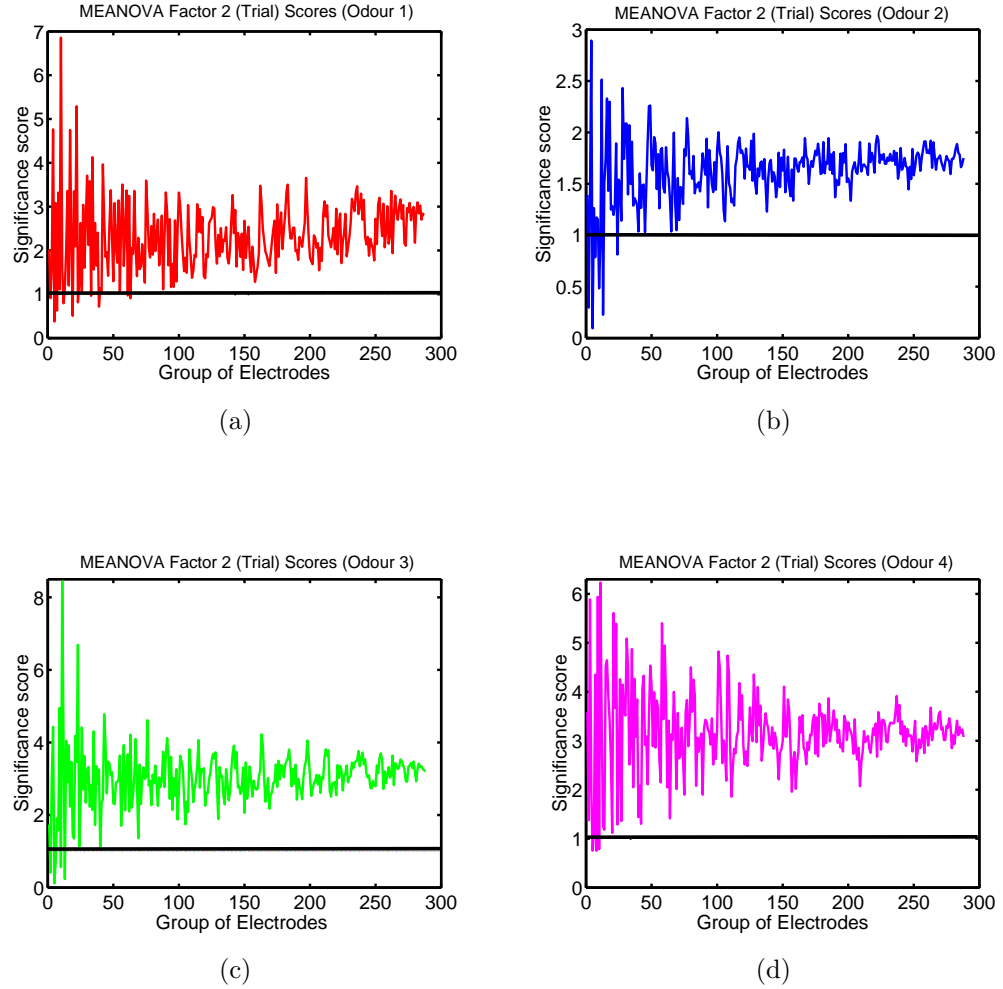 MEANOVA Factor 2 (Trial) Scores (Odour 1)
7
6
5
4
3
2
1
0
Significance score
0 50 100 150 200 250 300
Group of Electrodes
(a)
MEANOVA Factor 2 (Trial) Scores (Odour 2)
3
2.5
2
1.5
1
0.5
0
Significance score
0 50 100 150 200 250 300
Group of Electrodes
(b)
MEANOVA Factor 2 (Trial) Scores (Odour 3)
8
6
4
2
0
Significance score
0 50 100 150 200 250 300
Group of Electrodes
(c)
MEANOVA Factor 2 (Trial) Scores (Odour 4)
6
5
4
3
2
1
0
Significance score
0 50 100 150 200 250 300
Group of Electrodes
(d)